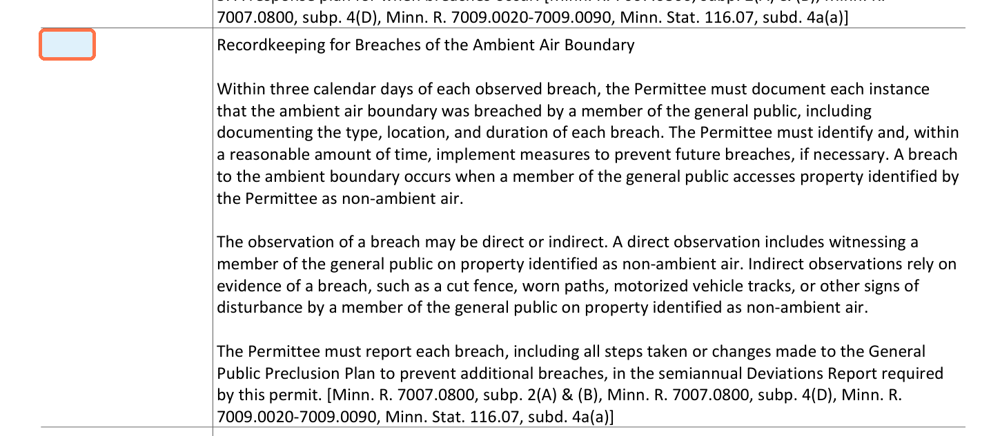 7007.0800, subp. 4(D), Minn. R. 7009.0020-7009.0090, Minn. Stat. 116.07, subd. 4a(a)]
Recordkeeping for Breaches of the Ambient Air Boundary
Within three calendar days of each observed breach, the Permittee must document each instance
that the ambient air boundary was breached by a member of the general public, including
documenting the type, location, and duration of each breach. The Permittee must identify and, within
a reasonable amount of time, implement measures to prevent future breaches, if necessary. A breach
to the ambient boundary occurs when a member of the general public accesses property identified by
the Permittee as non-ambient air.
The observation of a breach may be direct or indirect. A direct observation includes witnessing a
member of the general public on property identified as non-ambient air. Indirect observations rely on
evidence of a breach, such as a cut fence, worn paths, motorized vehicle tracks, or other signs of
disturbance by a member of the general public on property identified as non-ambient air.
The Permittee must report each breach, including all steps taken or changes made to the General
Public Preclusion Plan to prevent additional breaches, in the semiannual Deviations Report required
by this permit. [Minn. R. 7007.0800, subp. 2(A) & (B), Minn. R. 7007.0800, subp. 4(D), Minn. R.
7009.0020-7009.0090, Minn. Stat. 116.07, subd. 4a(a)]